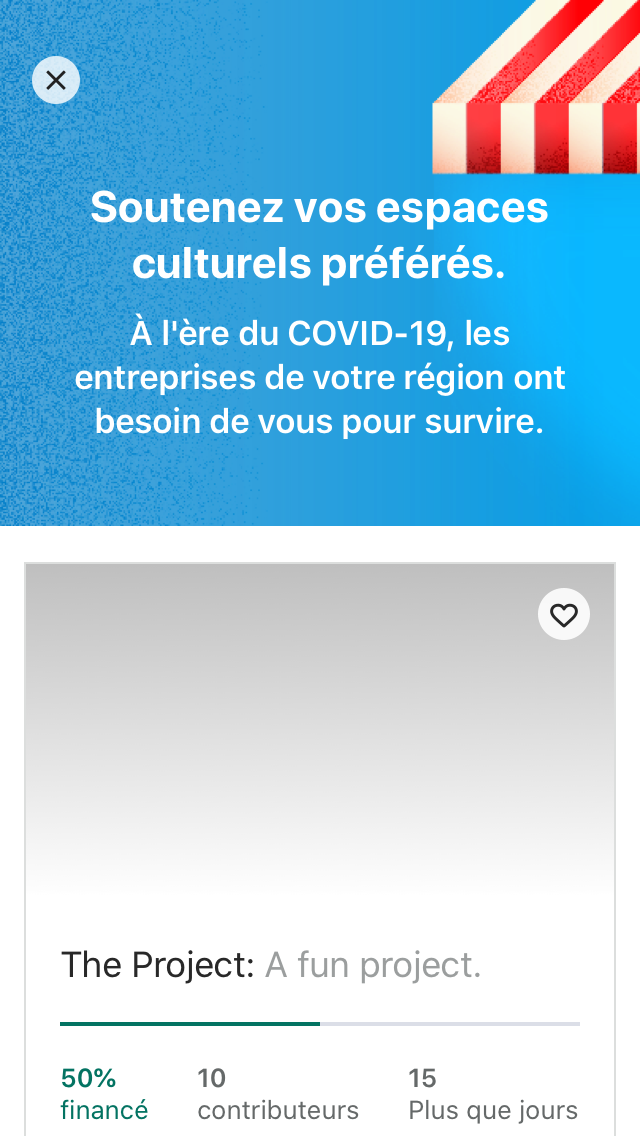 Soutenez vos espaces
culturels préférés.
À l'ère du COVID-19, les
entreprises de votre région ont
besoin de vous pour survire.
The Project: A fun project.
50% 10 15
financé contributeurs Plus que jours